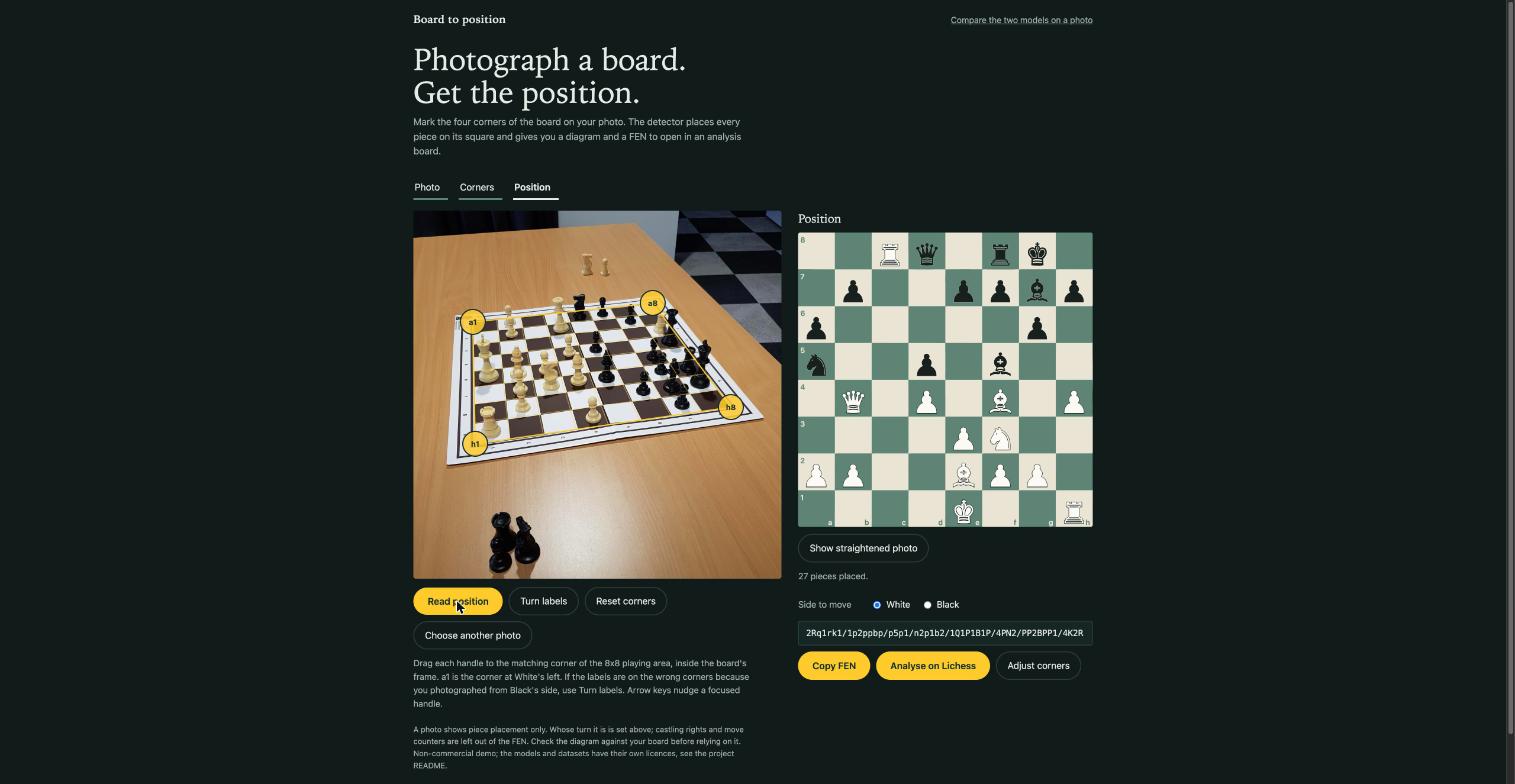 Board to position
Compare the two models on a photo
Photograph a board.
Get the position.
Mark the four corners of the board on your photo. The detector places every
piece on its square and gives you a diagram and a FEN to open in an analysis
board.
Photo
Corners
Position
a1
a8
h8
h1
Position
8
7
6
5
4
3
2
1
a
b
c
d
e
f
g
h
Show straightened photo
27 pieces placed.
Side to move
White
Black
2Rq1rk1/1p2ppbp/p5p1/n2p1b2/1Q1P1B1P/4PN2/PP2BPP1/4K2R
Copy FEN
Analyse on Lichess
Adjust corners
Read position
Turn labels
Reset corners
Choose another photo
Drag each handle to the matching corner of the 8x8 playing area, inside the board's
frame. a1 is the corner at White's left. If the labels are on the wrong corners because
you photographed from Black's side, use Turn labels. Arrow keys nudge a focused
handle.
A photo shows piece placement only. Whose turn it is is set above; castling rights and move
counters are left out of the FEN. Check the diagram against your board before relying on it.
Non-commercial demo; the models and datasets have their own licences, see the project
README.